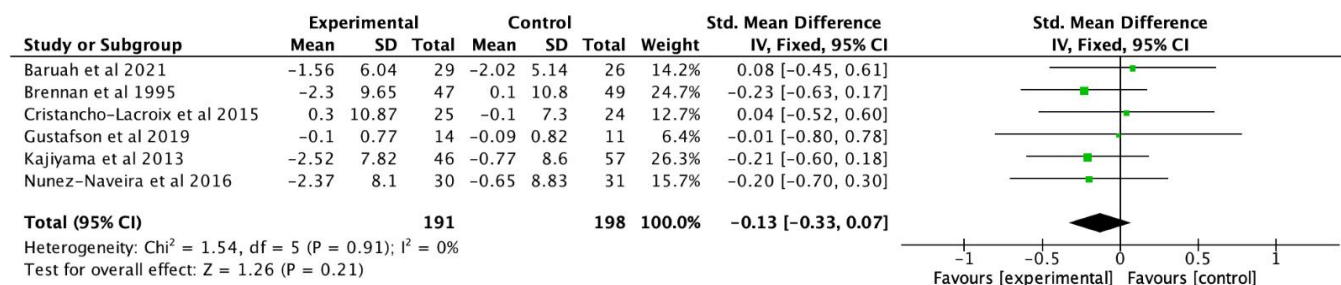 Experimental Control Std. Mean Difference Std. Mean Difference
Study or Subgroup Mean SD Total Mean SD Total Weight IV, Fixed, 95% CI IV, Fixed, 95% CI
Baruah et al 2021 -1.56 6.04 29 -2.02 5.14 26 14.2% 0.08 [-0.45, 0.61]
Brennan et al 1995 -2.3 9.65 47 0.1 10.8 49 24.7% -0.23 [-0.63, 0.17]
Cristancho-Lacroix et al 2015 0.3 10.87 25 -0.1 7.3 24 12.7% 0.04 [-0.52, 0.60]
Gustafson et al 2019 -0.1 0.77 14 -0.09 0.82 11 6.4% -0.01 [-0.80, 0.78]
Kajiyama et al 2013 -2.52 7.82 46 -0.77 8.6 57 26.3% -0.21 [-0.60, 0.18]
Nunez-Naveira et al 2016 -2.37 8.1 30 -0.65 8.83 31 15.7% -0.20 [-0.70, 0.30]
Total (95% CI) 191 198 100.0% -0.13 [-0.33, 0.07]
Heterogeneity: Chi² = 1.54, df = 5 (P = 0.91); I² = 0%
Test for overall effect: Z = 1.26 (P = 0.21)
-1 -0.5 0 0.5 1
Favours [experimental] Favours [control]